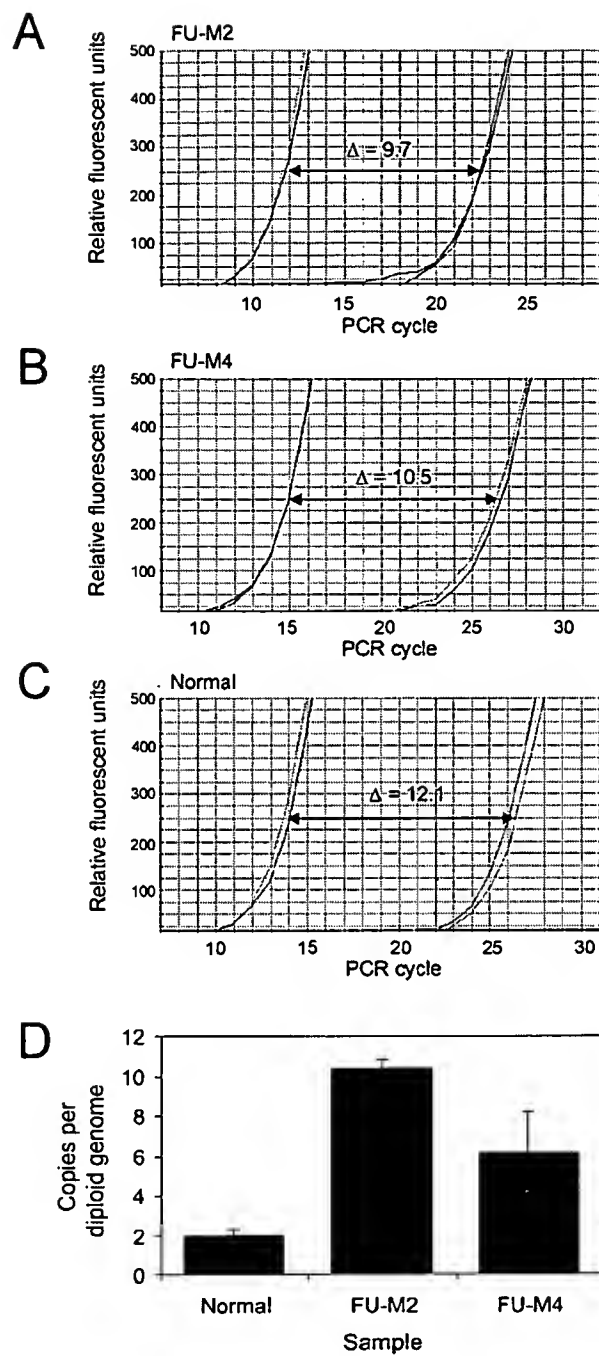 A
FU-M2
Relative fluorescent units
500
400
300
200
100
Δ = 9.7
10
15
20
25
PCR cycle
B
FU-M4
Relative fluorescent units
500
400
300
200
100
Δ = 10.5
10
15
20
25
30
PCR cycle
C
Normal
Relative fluorescent units
500
400
300
200
100
Δ = 12.1
10
15
20
25
30
PCR cycle
D
Copies per
diploid genome
12
10
8
6
4
2
0
Normal
FU-M2
FU-M4
Sample